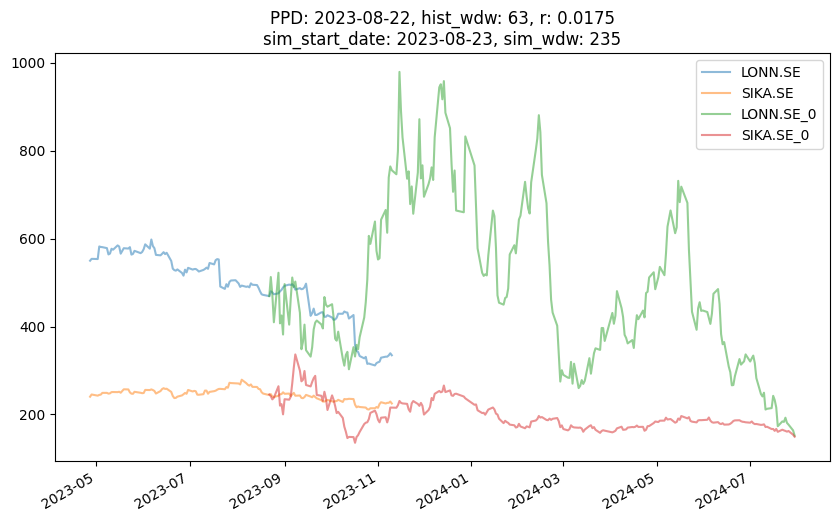 PPD: 2023-08-22, hist_wdw: 63, r: 0.0175
sim_start_date: 2023-08-23, sim_wdw: 235
LONN.SE
SIKA.SE
LONN.SE_0
SIKA.SE_0
1000
800
600
400
200
2023-05
2023-07
2023-09
2023-11
2024-01
2024-03
2024-05
2024-07